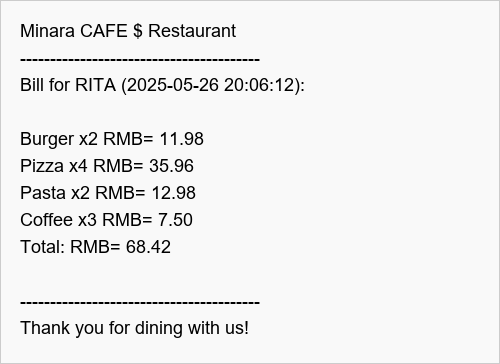 Minara CAFE $ Restaurant
----------------------------------------
Bill for RITA (2025-05-26 20:06:12):
Burger x2 RMB= 11.98
Pizza x4 RMB= 35.96
Pasta x2 RMB= 12.98
Coffee x3 RMB= 7.50
Total: RMB= 68.42
----------------------------------------
Thank you for dining with us!